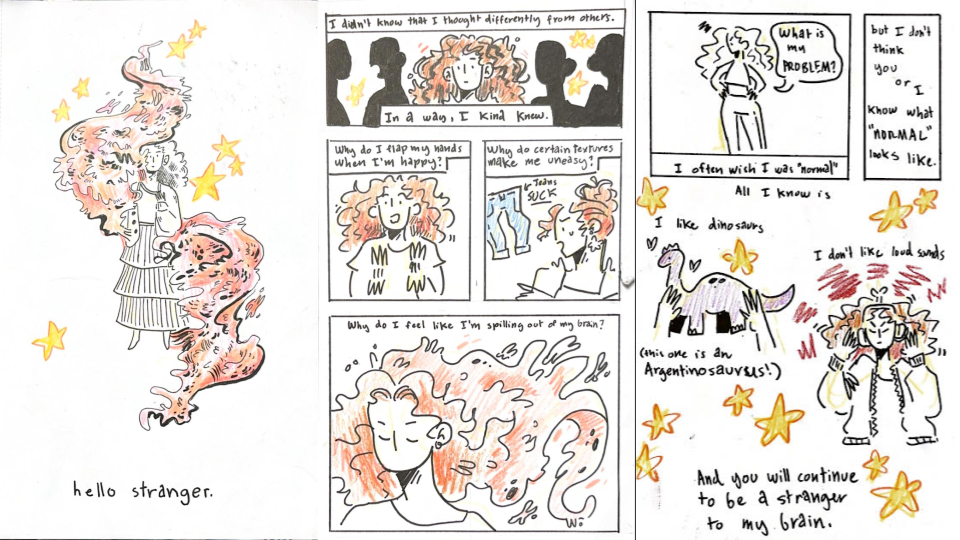 hello stranger.
I didn't know that I thought differently from others.
In a way, I kind knew.
Why do I flap my hands
when I'm happy?
Why do certain textures
make me uneasy?
Jeans
SUCK
Why do I feel like I'm spilling out of my brain?
What is
my
PROBLEM?
I often wish I was "normal"
but I don't
think
you
or I
know what
"NORMAL"
looks like.
All I know is
I like dinosaurs
(this one is an
Argentinosaurus!)
I don't like loud sunds
And you will continue
to be a stranger
to my brain.